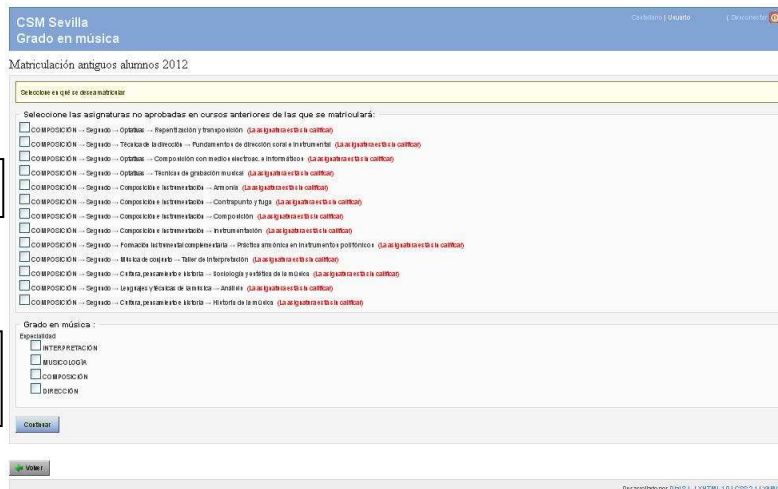 CSM Sevilla
Grado en música
Castellano | Usuario | Desconectar
Matriculación antiguos alumnos 2012
Seleccione en qué se desea matricular
Seleccione las asignaturas no aprobadas en cursos anteriores de las que se matriculará:
COMPOSICIÓN → Segundo → Optativas → Repentización y transposición (La asignatura está sin calificar)
COMPOSICIÓN → Segundo → Técnica de la dirección → Fundamentos de dirección coral e instrumental (La asignatura está sin calificar)
COMPOSICIÓN → Segundo → Optativas → Composición con medios electroac. e informáticos (La asignatura está sin calificar)
COMPOSICIÓN → Segundo → Optativas → Técnicas de grabación musical (La asignatura está sin calificar)
COMPOSICIÓN → Segundo → Composición e instrumentación → Armonía (La asignatura está sin calificar)
COMPOSICIÓN → Segundo → Composición e instrumentación → Contrapunto y fuga (La asignatura está sin calificar)
COMPOSICIÓN → Segundo → Composición e instrumentación → Composición (La asignatura está sin calificar)
COMPOSICIÓN → Segundo → Composición e instrumentación → Instrumentación (La asignatura está sin calificar)
COMPOSICIÓN → Segundo → Formación instrumental complementaria → Práctica armónica en instrumentos polifónicos (La asignatura está sin calificar)
COMPOSICIÓN → Segundo → Música de conjunto → Taller de interpretación (La asignatura está sin calificar)
COMPOSICIÓN → Segundo → Cultura, pensamiento e historia → Sociología y estética de la música (La asignatura está sin calificar)
COMPOSICIÓN → Segundo → Lenguajes y técnicas de la música → Análisis (La asignatura está sin calificar)
COMPOSICIÓN → Segundo → Cultura, pensamiento e historia → Historia de la música (La asignatura está sin calificar)
Grado en música :
Especialidad
INTERPRETACIÓN
MUSICOLOGÍA
COMPOSICIÓN
DIRECCIÓN
Continuar
Volver
Desarrollado por